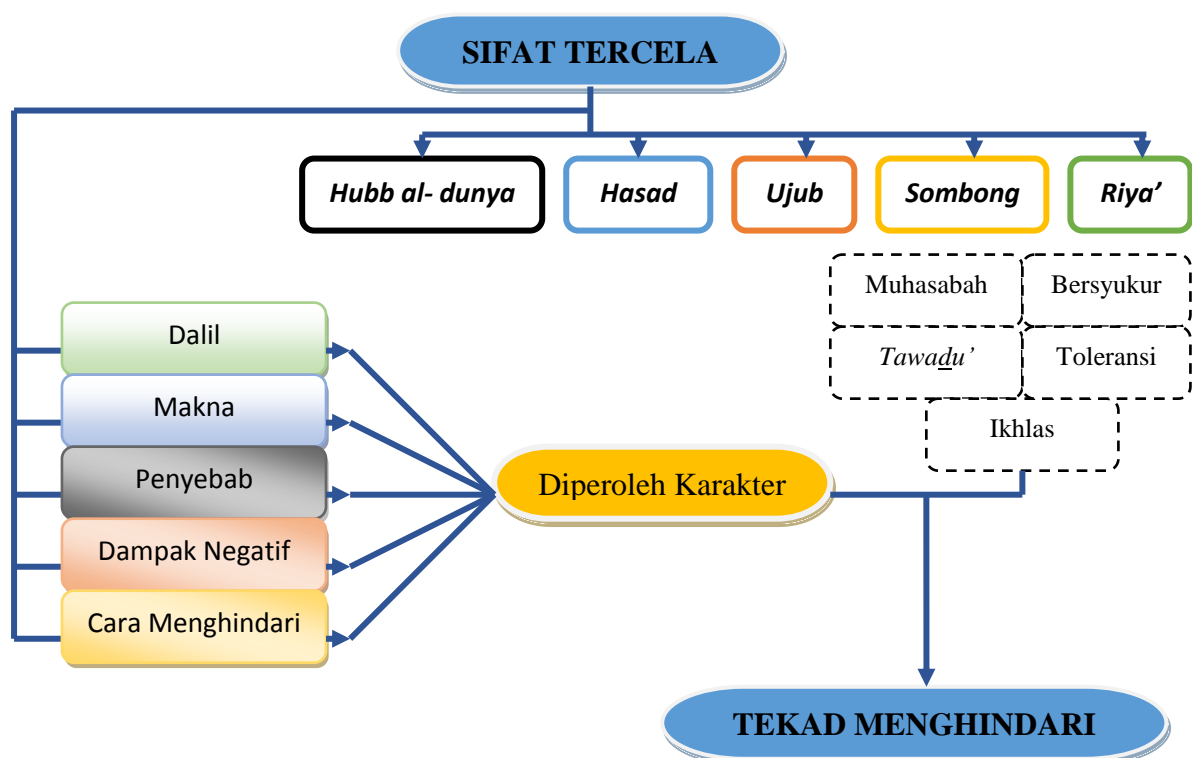 SIFAT TERCELA
Hubb al- dunya
Hasad
Ujub
Sombong
Riya’
Muhasabah
Bersyukur
Tawadu’
Toleransi
Ikhlas
Dalil
Makna
Penyebab
Dampak Negatif
Cara Menghindari
Diperoleh Karakter
TEKAD MENGHINDARI